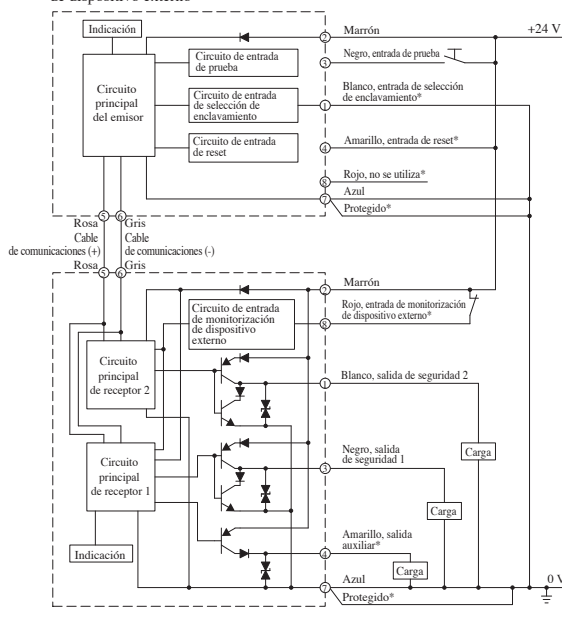 de dispositivo externo
Indicación
② Marrón
+24 V
Circuito de entrada
de prueba
③ Negro, entrada de prueba
Circuito
principal
del emisor
Circuito de entrada
de selección de
enclavamiento
① Blanco, entrada de selección
de enclavamiento*
Circuito de entrada
de reset
④ Amarillo, entrada de reset*
⑧ Rojo, no se utiliza*
⑦ Azul
Protegido*
⑤ ⑥
Rosa Gris
Cable
de comunicaciones (+)
Cable
de comunicaciones (-)
Rosa Gris
⑤ ⑥
② Marrón
Circuito de entrada
de monitorización
de dispositivo
externo
⑧ Rojo, entrada de monitorización
de dispositivo externo*
Circuito
principal
de receptor 2
① Blanco, salida de seguridad 2
Carga
Circuito
principal
de receptor 1
③ Negro, salida
de seguridad 1
Carga
Indicación
④ Amarillo, salida
auxiliar*
Carga
⑦ Azul
0 V
Protegido*